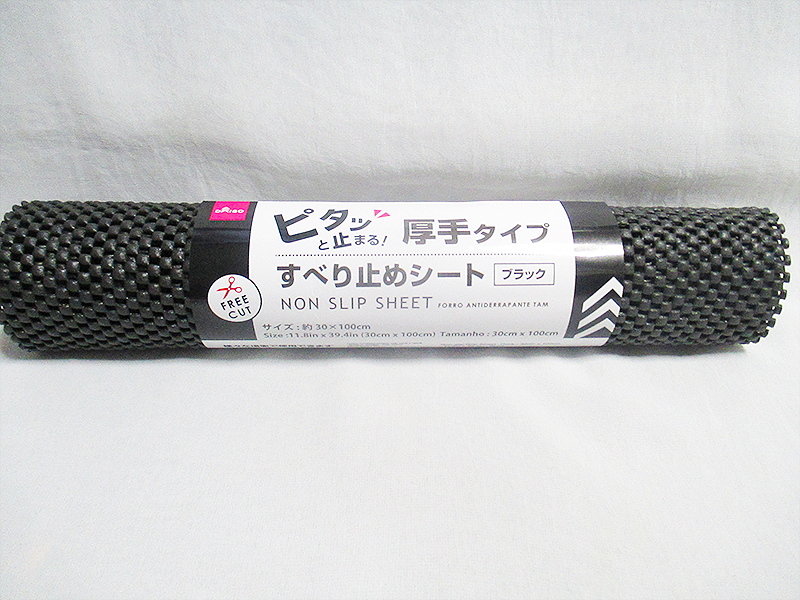 DAISO
ピタッ
と止まる! 厚手タイプ
すべり止めシート ブラック
NON SLIP SHEET FORRO ANTIDERRAPANTE TAM
FREE
CUT
サイズ:約30×100cm
Size:11.8in x 39.4in (30cm x 100cm) Tamanho:30cm x 100cm